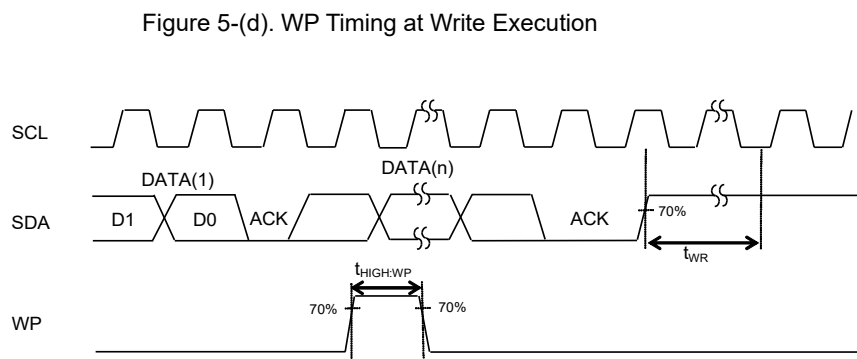 Figure 5-(d). WP Timing at Write Execution
SCL
DATA(1)
DATA(n)
SDA
D1
D0
ACK
ACK
70%
tWR
tHIGH:WP
WP
70%
70%